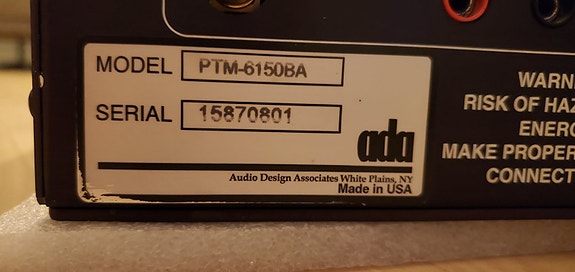 MODEL PTM-6150BA
SERIAL 15870801
ada
Audio Design Associates White Plains, NY
Made in USA
WARN
RISK OF HAZ
ENERG
MAKE PROPER
CONNECT